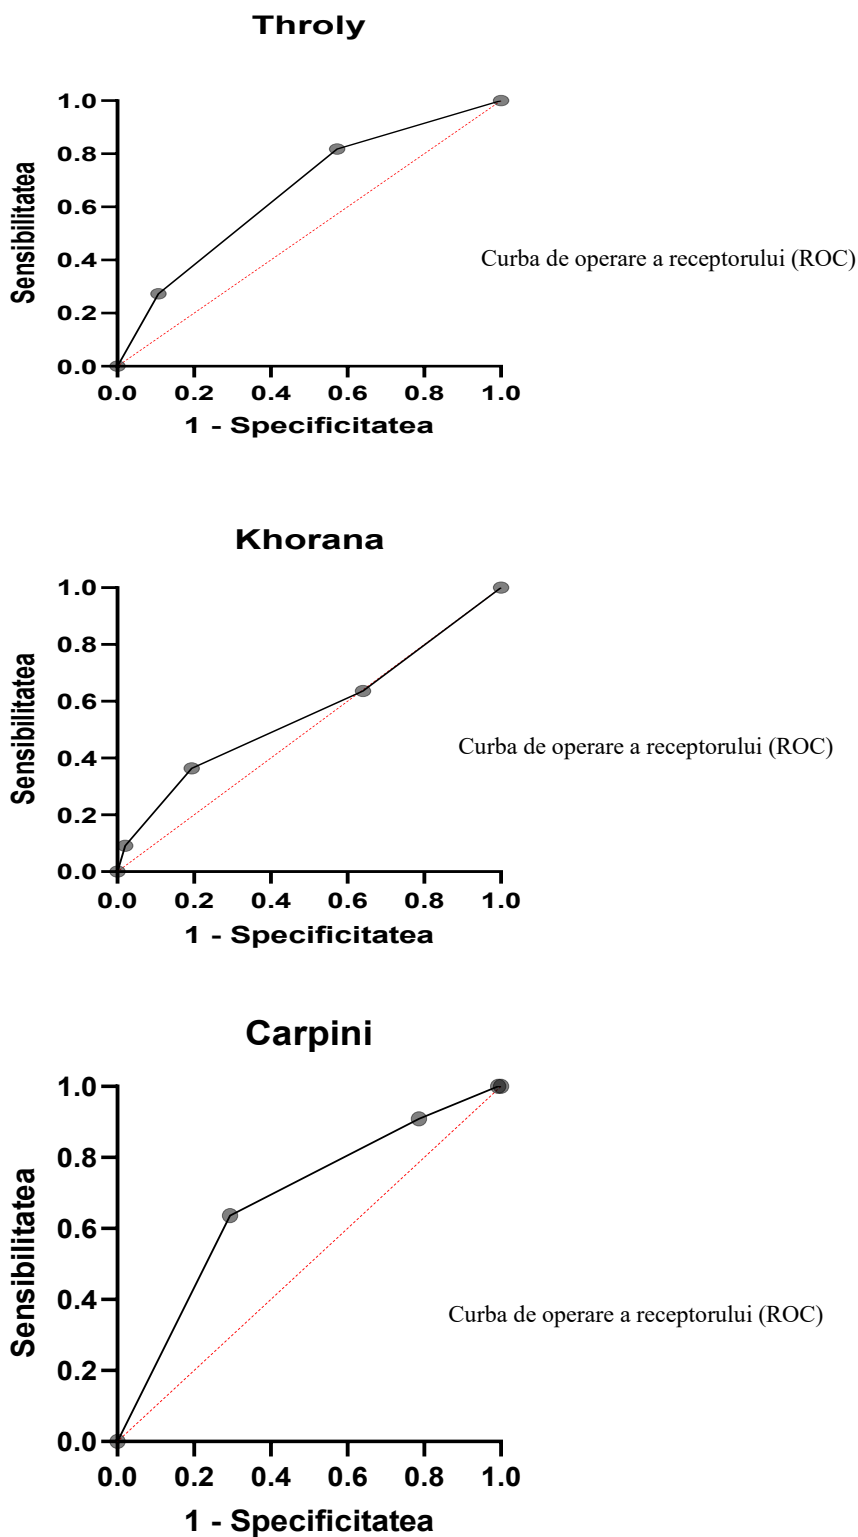 Throly
1.0
0.8
0.6
0.4
0.2
0.0
Sensibilitatea
0.0 0.2 0.4 0.6 0.8 1.0
1 - Specificitatea
Curba de operare a receptorului (ROC)
Khorana
1.0
0.8
0.6
0.4
0.2
0.0
Sensibilitatea
0.0 0.2 0.4 0.6 0.8 1.0
1 - Specificitatea
Curba de operare a receptorului (ROC)
Carpini
1.0
0.8
0.6
0.4
0.2
0.0
Sensibilitatea
0.0 0.2 0.4 0.6 0.8 1.0
1 - Specificitatea
Curba de operare a receptorului (ROC)